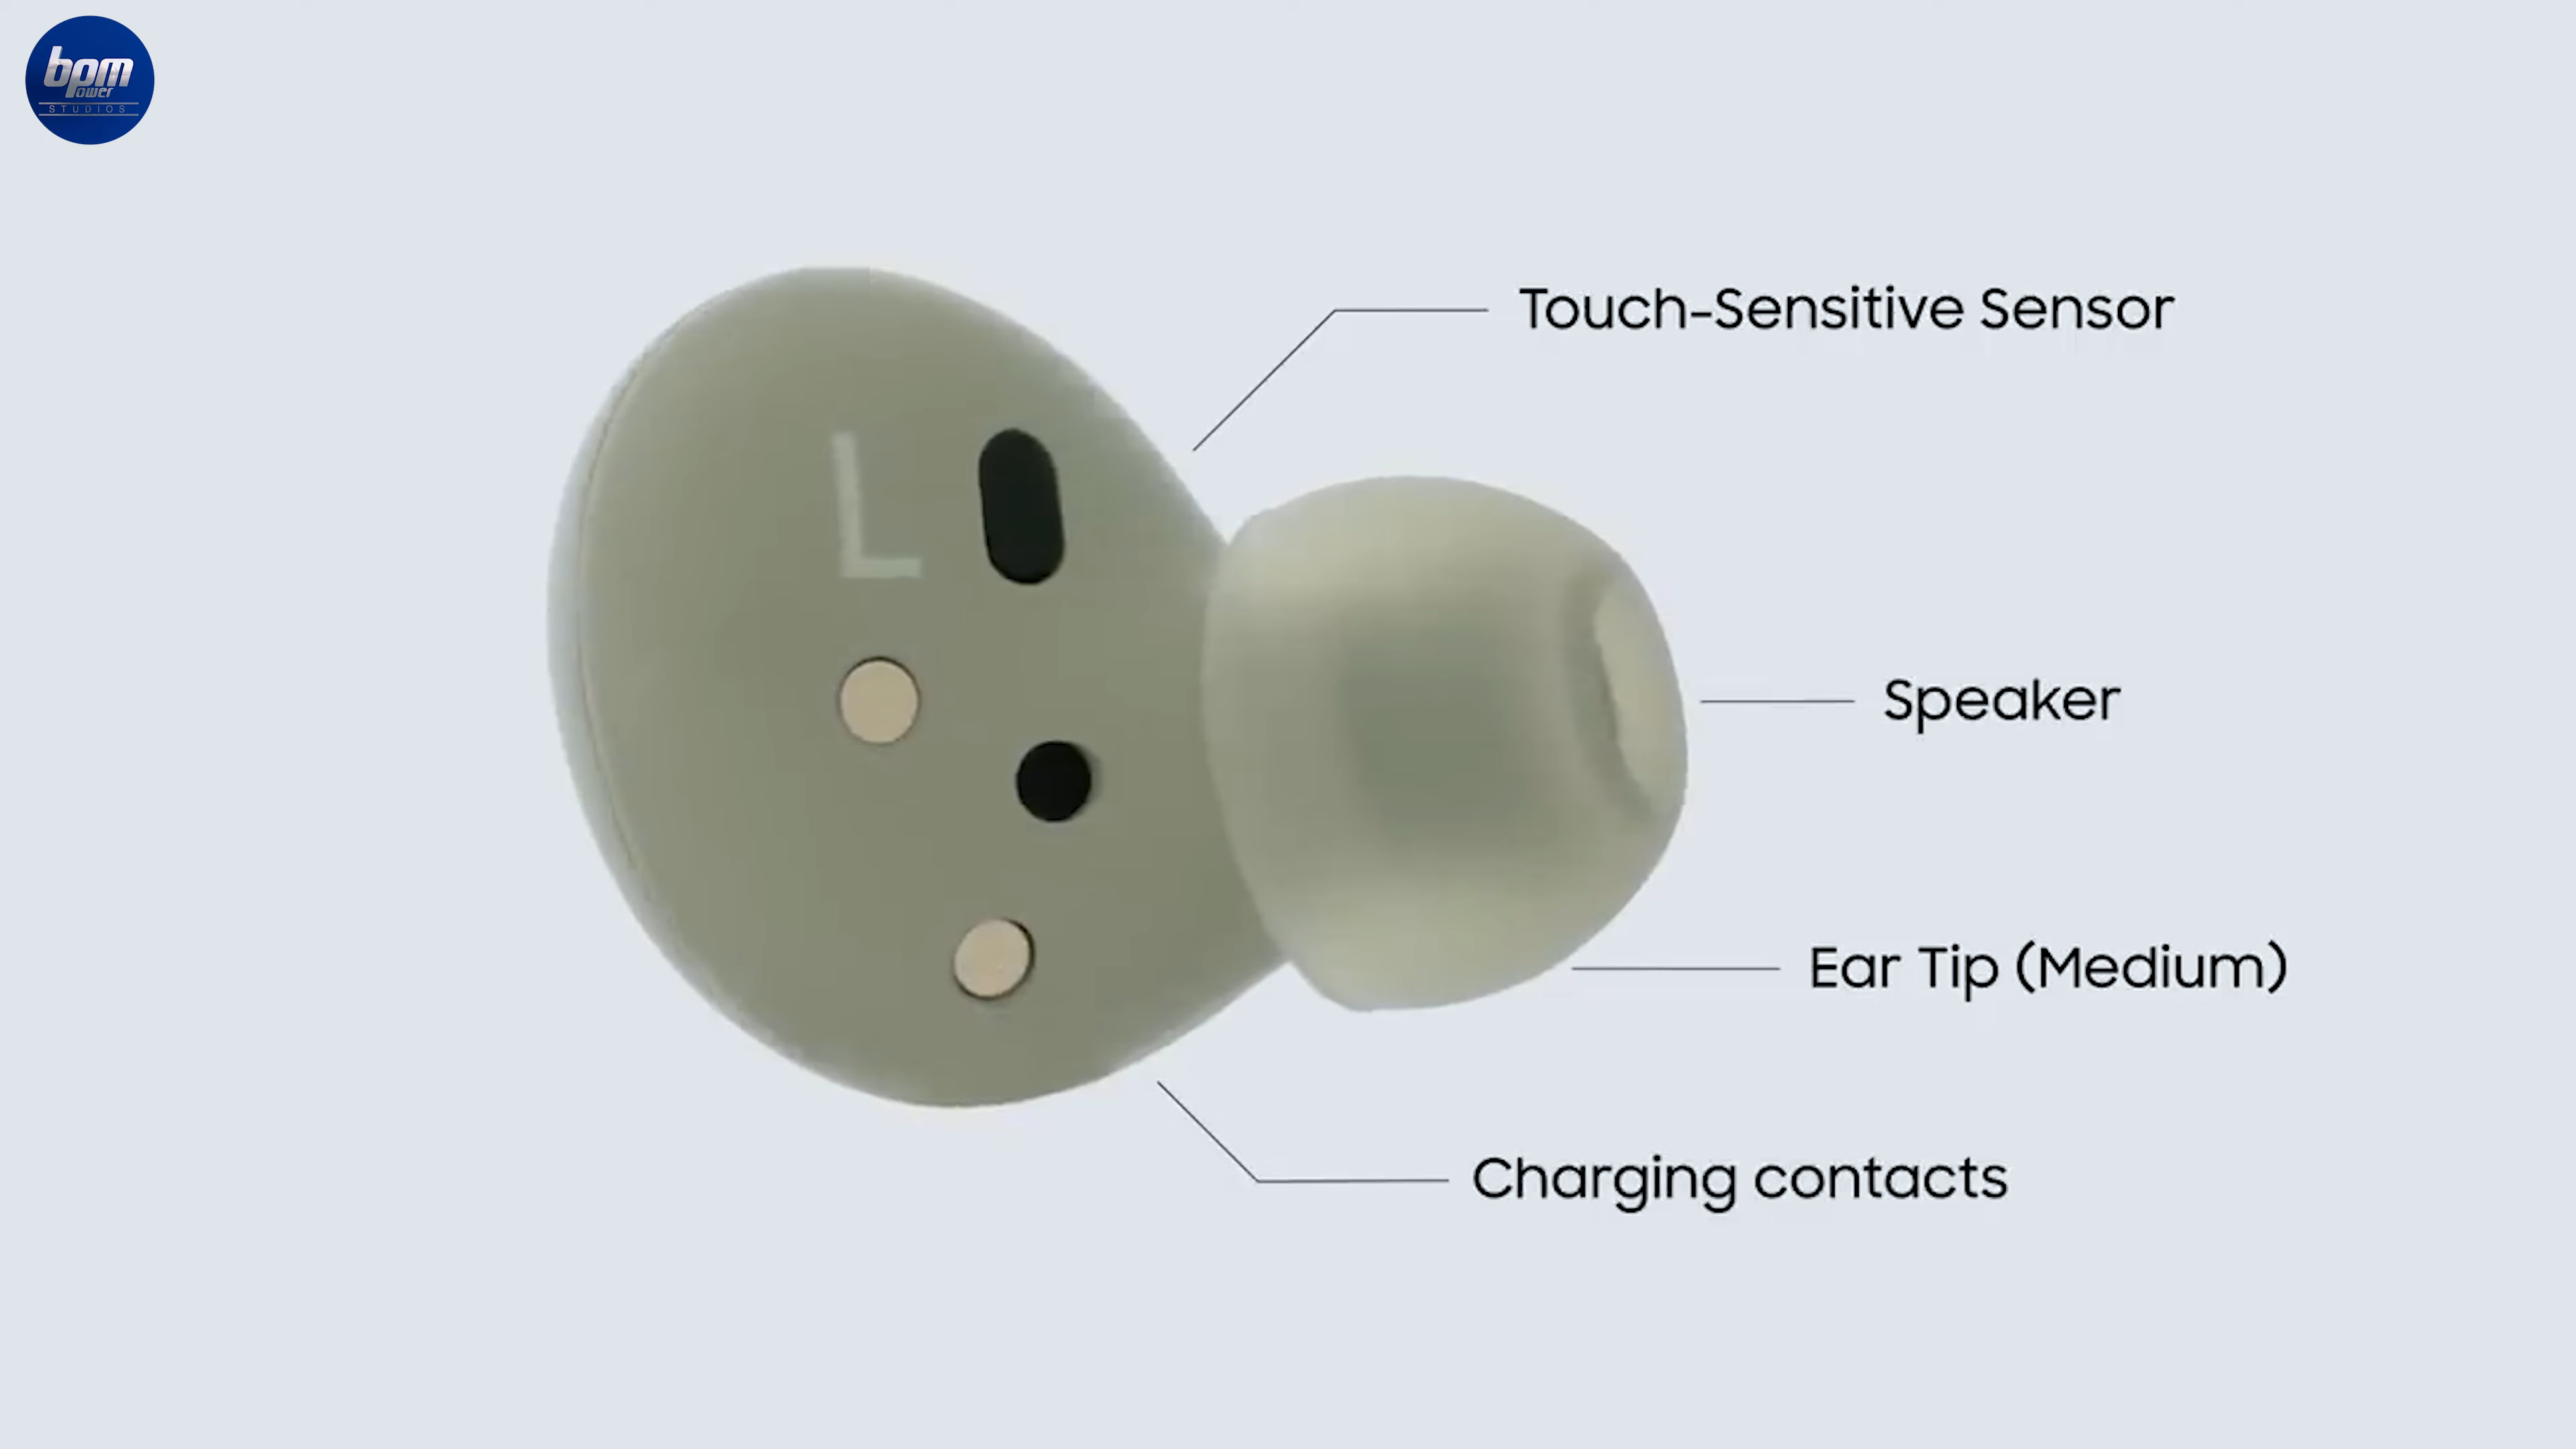 bpm
ower
STUDIOS
Touch-Sensitive Sensor
L
Speaker
Ear Tip (Medium)
Charging contacts